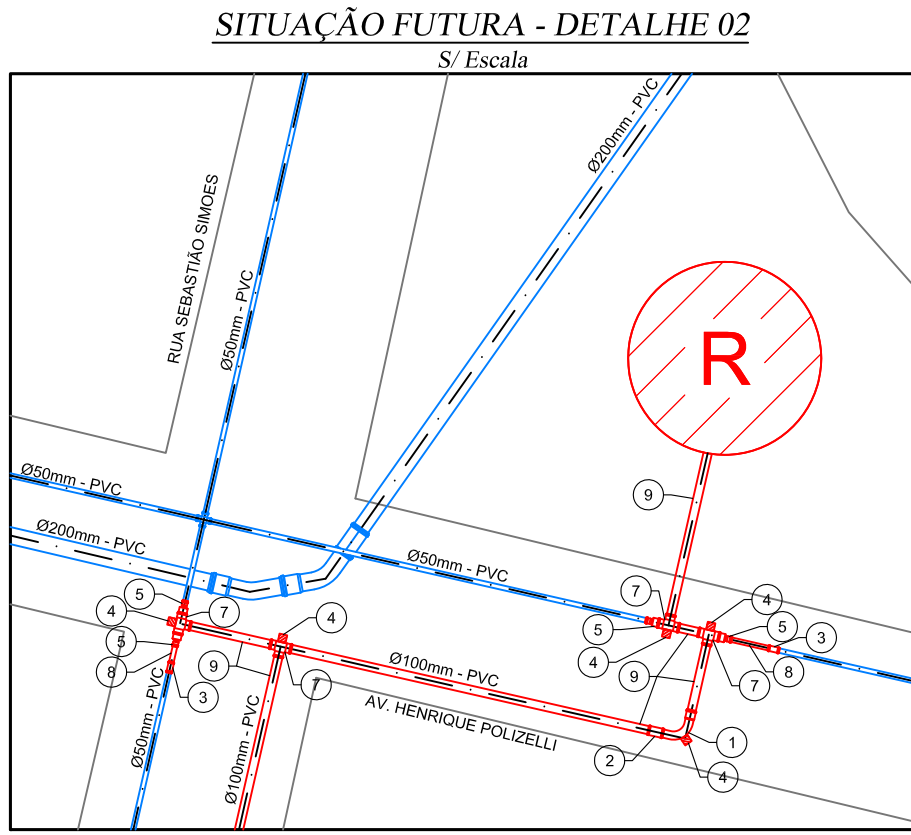 SITUAÇÃO FUTURA - DETALHE 02
S/ Escala
Ø200mm - PVC
RUA SEBASTIÃO SIMOES
Ø50mm - PVC
R
Ø50mm - PVC
Ø200mm - PVC
Ø50mm - PVC
9
5
4
7
4
7
4
5
3
5
4
5
8
3
9
7
Ø100mm - PVC
9
7
8
Ø50mm - PVC
Ø100mm - PVC
AV. HENRIQUE POLIZELLI
2
1
4